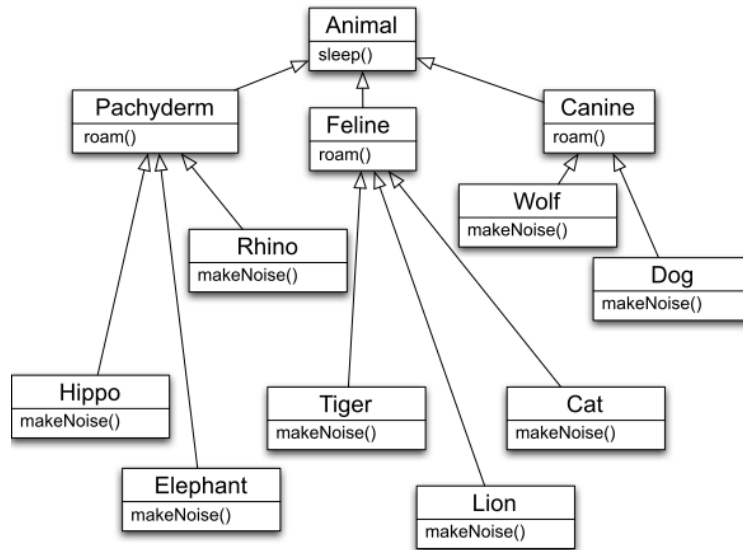 Animal
sleep()
Pachyderm
roam()
Feline
roam()
Canine
roam()
Wolf
makeNoise()
Rhino
makeNoise()
Dog
makeNoise()
Hippo
makeNoise()
Tiger
makeNoise()
Cat
makeNoise()
Elephant
makeNoise()
Lion
makeNoise()